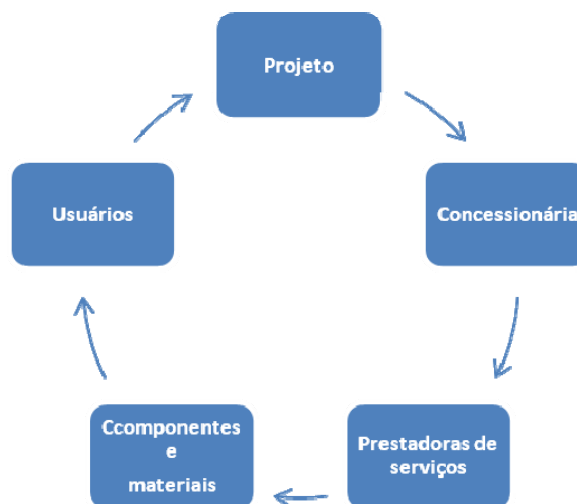 Projeto
Concessionária
Prestadoras de
serviços
Ccomponentes
e
materiais
Usuários